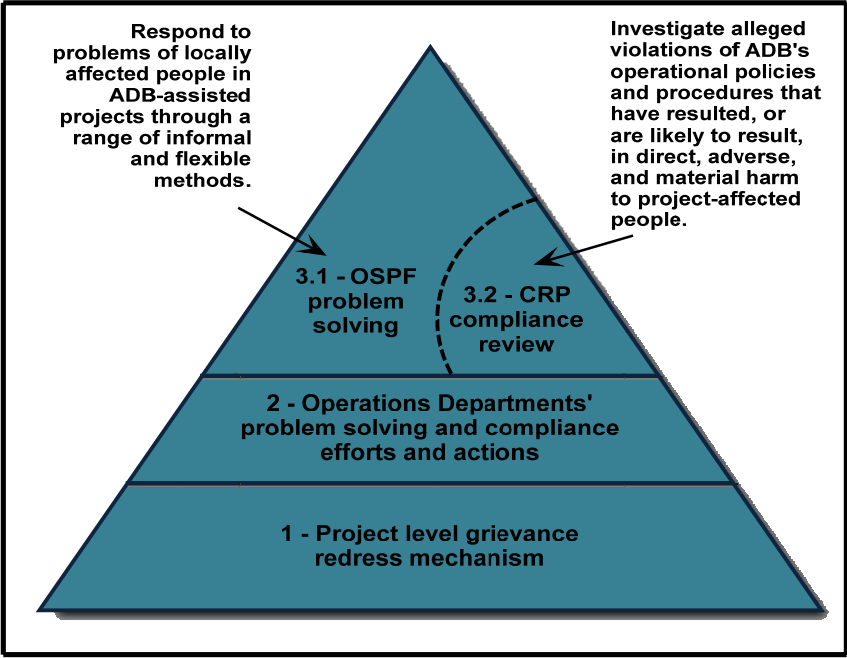 Respond to
problems of locally
affected people in
ADB-assisted
projects through a
range of informal
and flexible
methods.
Investigate alleged
violations of ADB's
operational policies
and procedures that
have resulted, or
are likely to result,
in direct, adverse,
and material harm
to project-affected
people.
3.1 - OSPF
problem
solving
3.2 - CRP
compliance
review
2 - Operations Departments'
problem solving and compliance
efforts and actions
1 - Project level grievance
redress mechanism